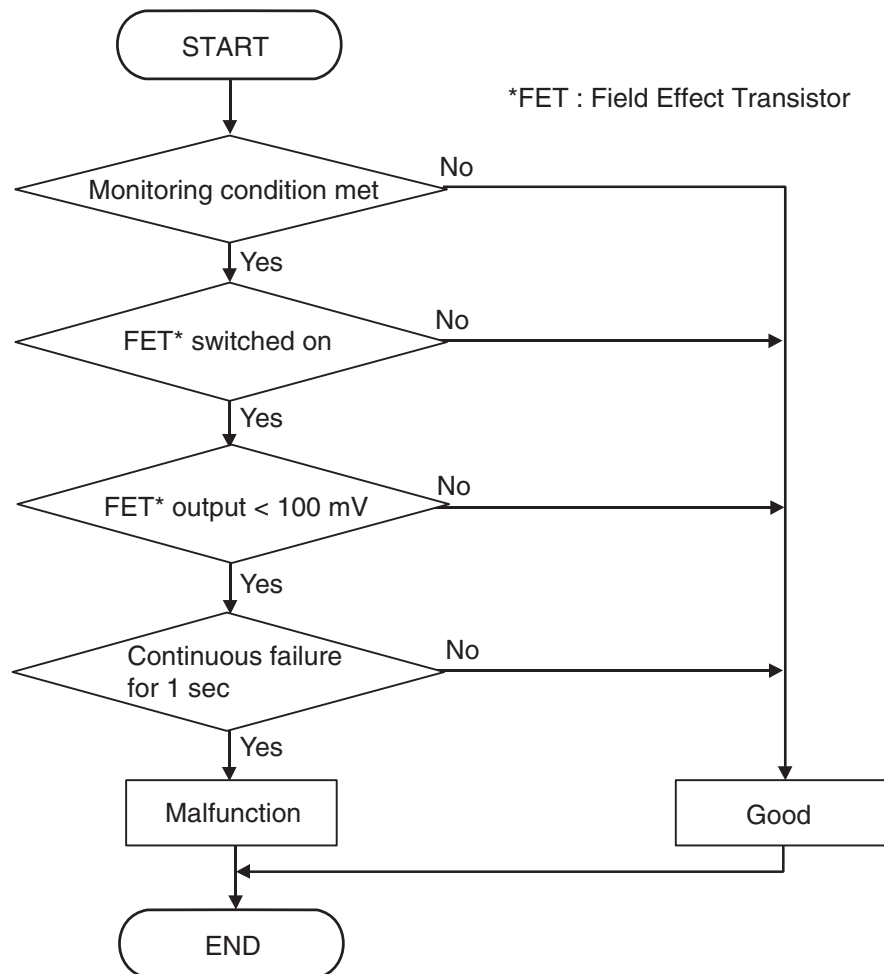 START
*FET : Field Effect Transistor
Monitoring condition met
No
Yes
FET* switched on
No
Yes
FET* output < 100 mV
No
Yes
Continuous failure
for 1 sec
No
Yes
Malfunction
Good
END